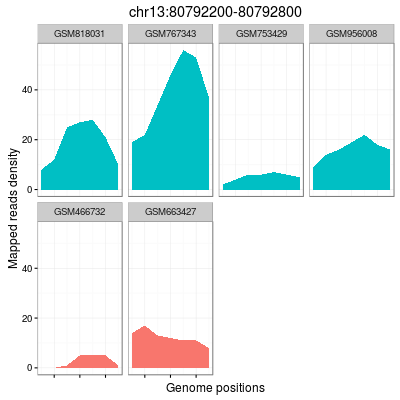 chr13:80792200-80792800
GSM818031 GSM767343 GSM753429 GSM956008
40
20
0
GSM466732 GSM663427
40
20
0
Mapped reads density
Genome positions